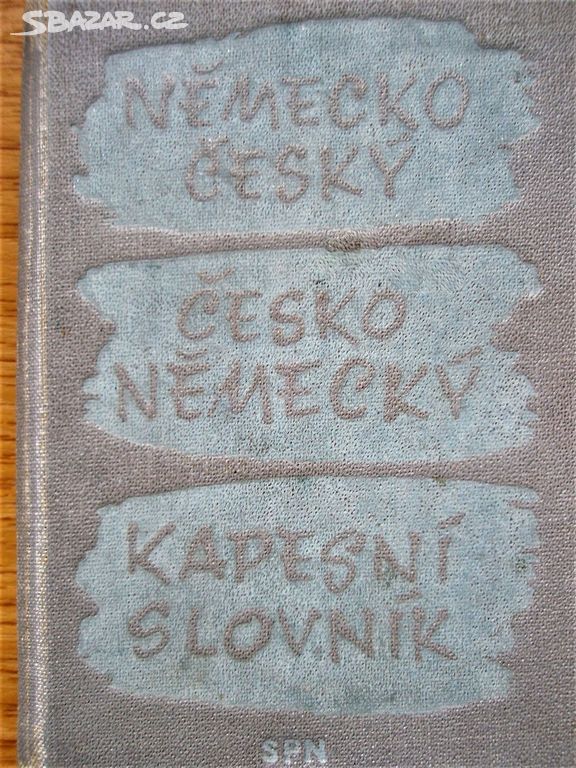 SBAZAR.CZ
NĚMECKO
ČESKÝ
ČESKO
NĚMECKÝ
KAPESNÍ
SLOVNÍK
SPN